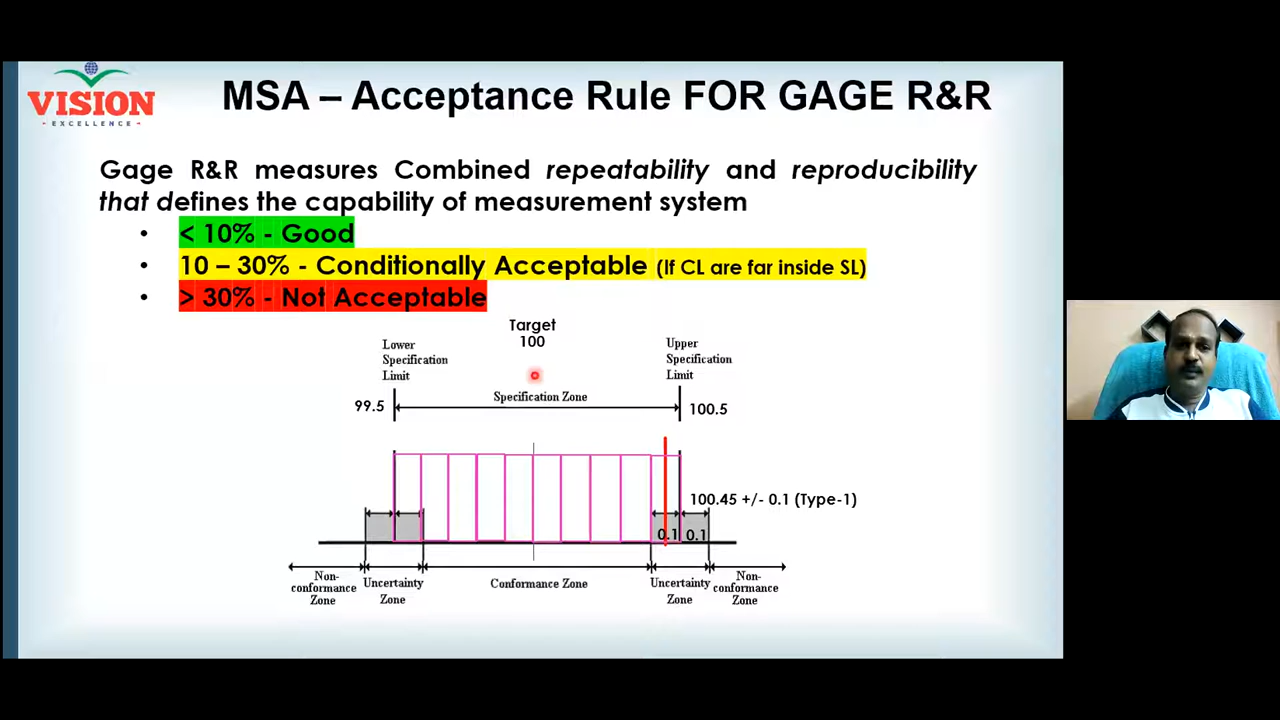 VISION
- EXCELLENCE -
MSA – Acceptance Rule FOR GAGE R&R
Gage R&R measures Combined repeatability and reproducibility
that defines the capability of measurement system
• < 10% - Good
• 10 – 30% - Conditionally Acceptable (If CL are far inside SL)
• > 30% - Not Acceptable
Target
100
Lower
Specification
Limit
Upper
Specification
Limit
Specification Zone
99.5
100.5
100.45 +/- 0.1 (Type-1)
0.1 0.1
Non-
conformance
Zone
Uncertainty
Zone
Conformance Zone
Uncertainty
Zone
Non-
conformance
Zone